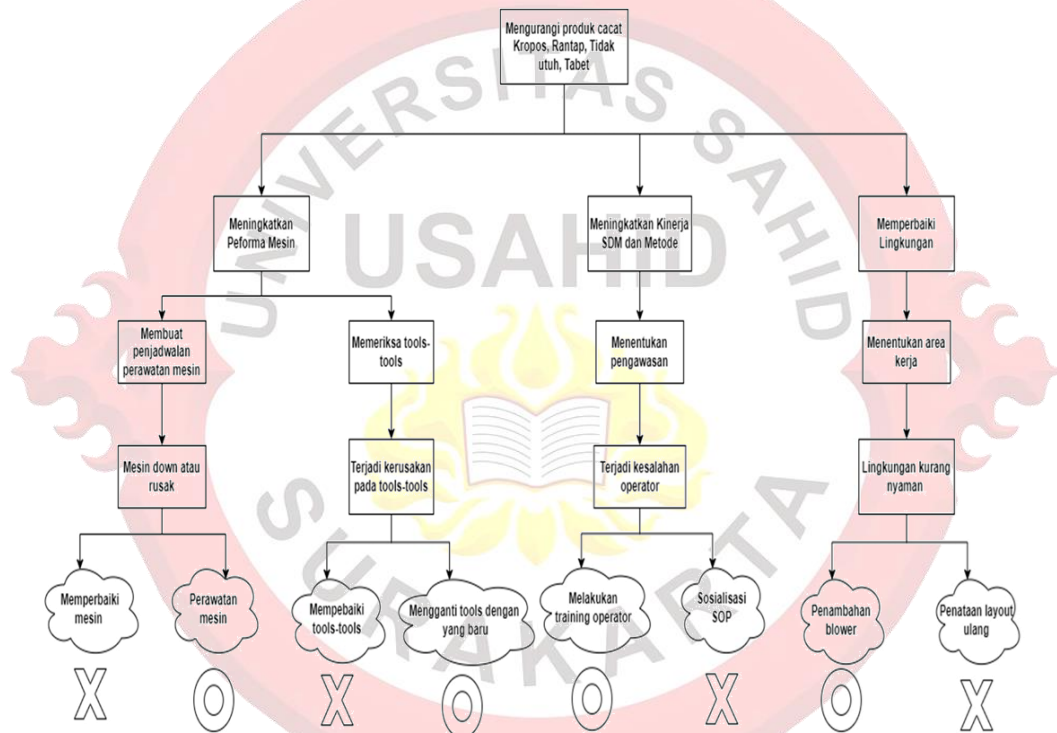 Mengurangi produk cacat
Kropos, Rantap, Tidak
utuh, Tabet
UNIVERSITAS SAHID
USAHID
SURAKARTA
Meningkatkan
Peforma Mesin
Meningkatkan Kinerja
SDM dan Metode
Memperbaiki
Lingkungan
Membuat
penjadwalan
perawatan mesin
Memeriksa tools-
tools
Menentukan
pengawasan
Menentukan area
kerja
Mesin down atau
rusak
Terjadi kerusakan
pada tools-tools
Terjadi kesalahan
operator
Lingkungan kurang
nyaman
Memperbaiki
mesin
Perawatan
mesin
Mempebaiki
tools-tools
Mengganti tools dengan
yang baru
Melakukan
training operator
Sosialisasi
SOP
Penambahan
blower
Penataan layout
ulang
X O X O O X O X